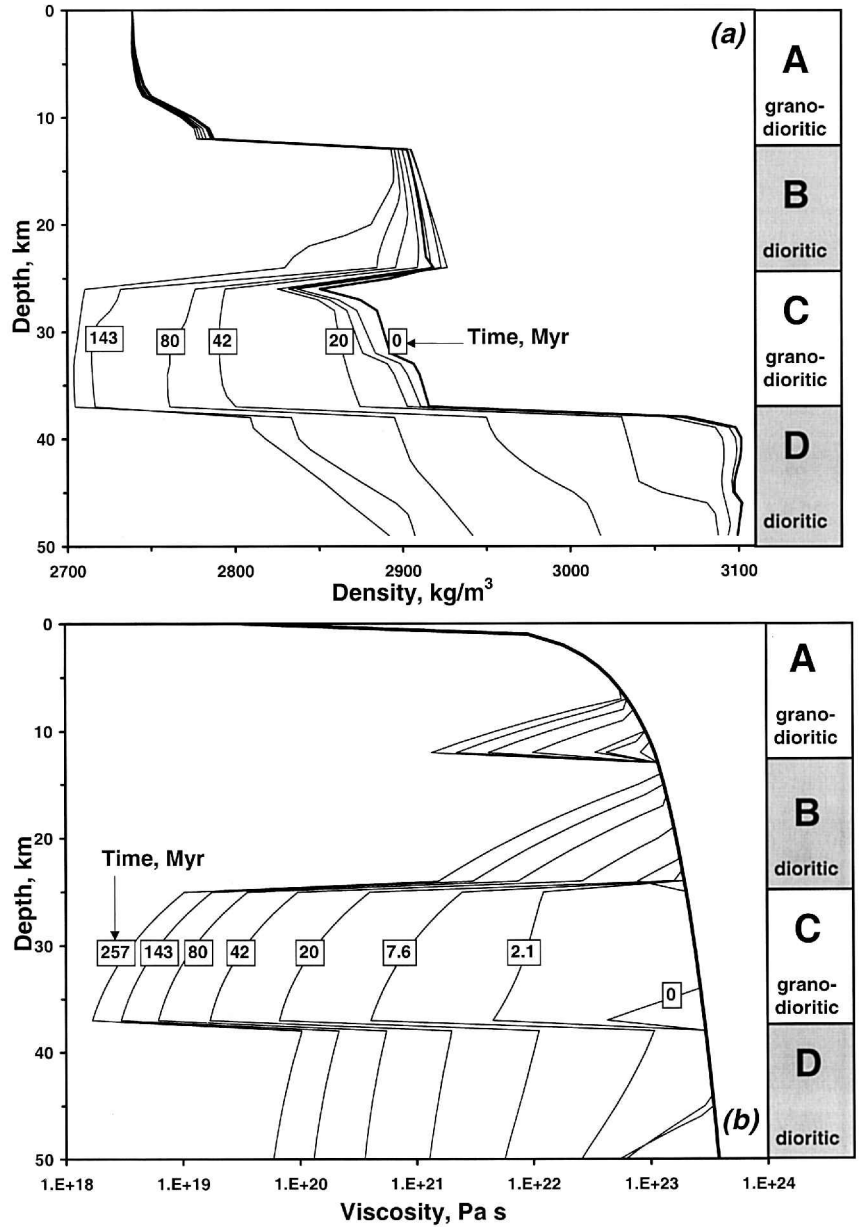 0
10
20
30
40
50
Depth, km
(a)
143
80
42
20
0
Time, Myr
2700
2800
2900
3000
3100
Density, kg/m³
A
grano-
dioritic
B
dioritic
C
grano-
dioritic
D
dioritic
0
10
20
30
40
50
Depth, km
Time, Myr
257
143
80
42
20
7.6
2.1
0
(b)
1.E+18
1.E+19
1.E+20
1.E+21
1.E+22
1.E+23
1.E+24
Viscosity, Pa s
A
grano-
dioritic
B
dioritic
C
grano-
dioritic
D
dioritic